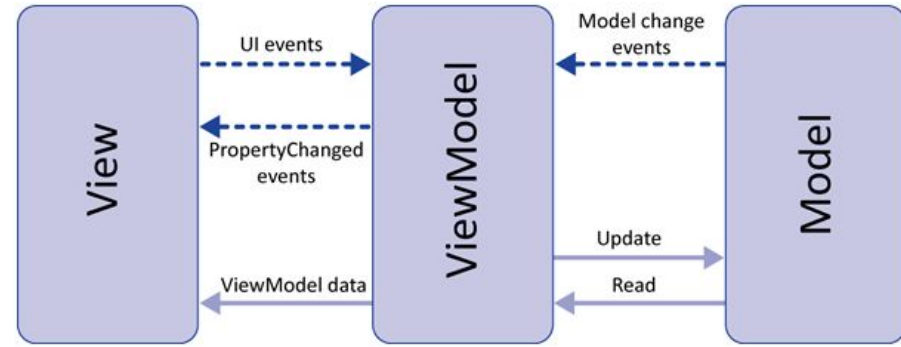 View
UI events
PropertyChanged
events
ViewModel data
ViewModel
Model change
events
Update
Read
Model